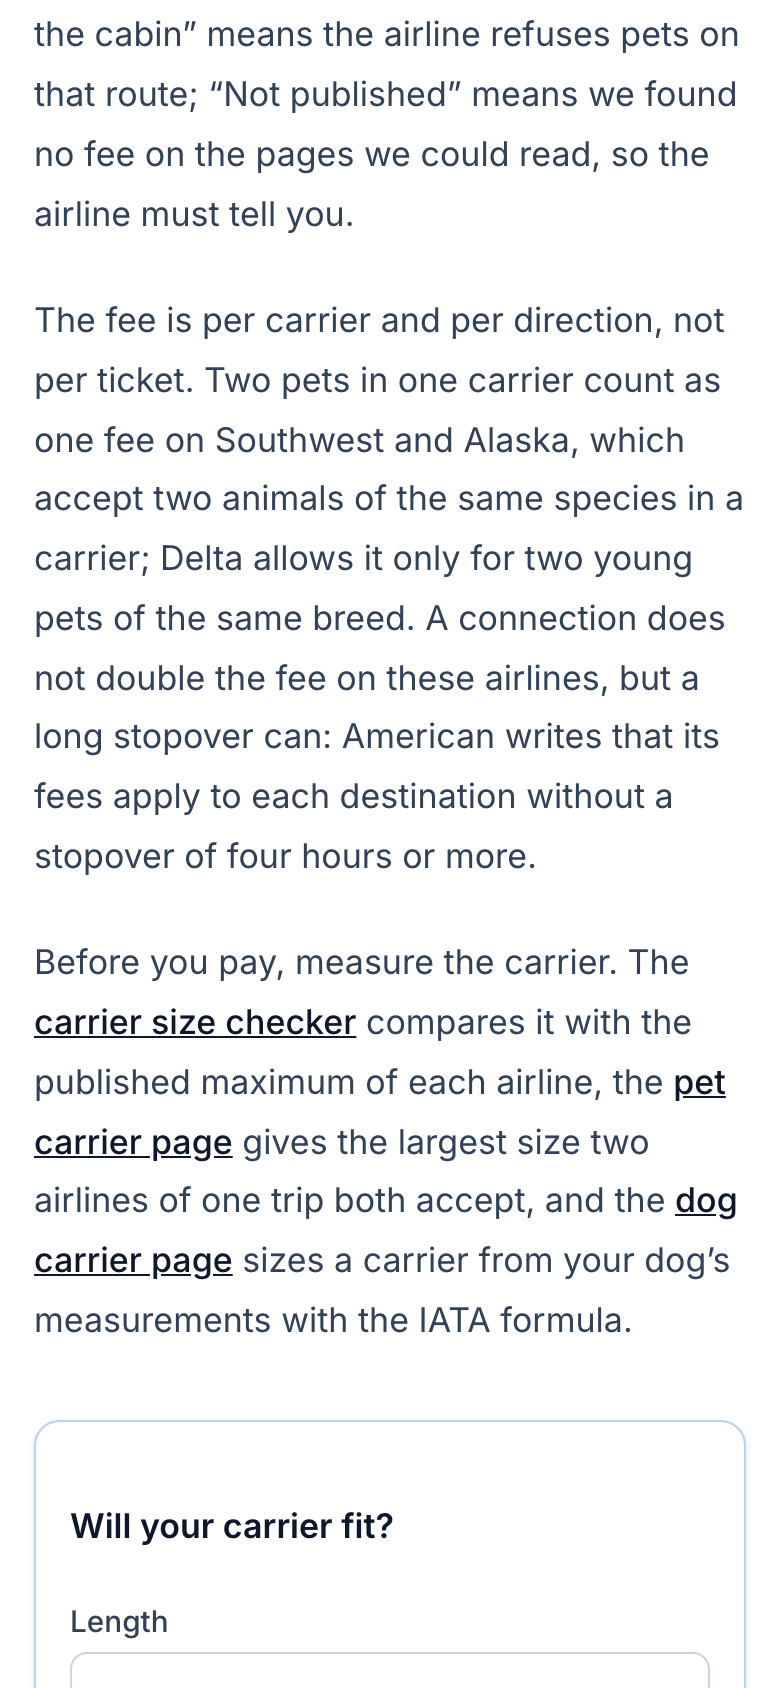 the cabin” means the airline refuses pets on
that route; “Not published” means we found
no fee on the pages we could read, so the
airline must tell you.
The fee is per carrier and per direction, not
per ticket. Two pets in one carrier count as
one fee on Southwest and Alaska, which
accept two animals of the same species in a
carrier; Delta allows it only for two young
pets of the same breed. A connection does
not double the fee on these airlines, but a
long stopover can: American writes that its
fees apply to each destination without a
stopover of four hours or more.
Before you pay, measure the carrier. The
carrier size checker compares it with the
published maximum of each airline, the pet
carrier page gives the largest size two
airlines of one trip both accept, and the dog
carrier page sizes a carrier from your dog’s
measurements with the IATA formula.
Will your carrier fit?
Length